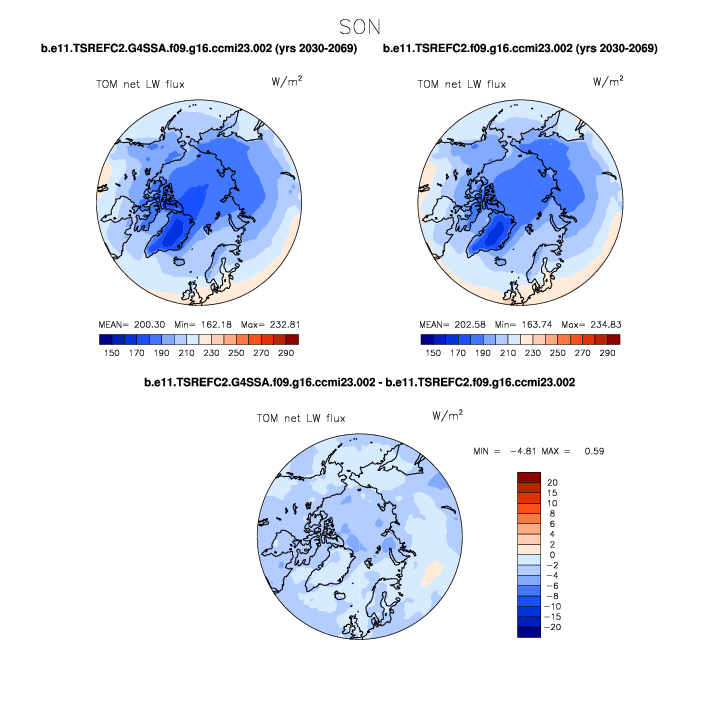 SON
b.e11.TSREFC2.G4SSA.f09.g16.ccmi23.002 (yrs 2030-2069)
b.e11.TSREFC2.f09.g16.ccmi23.002 (yrs 2030-2069)
TOM net LW flux W/m²
TOM net LW flux W/m²
MEAN= 200.30 Min= 162.18 Max= 232.81
MEAN= 202.58 Min= 163.74 Max= 234.83
150 170 190 210 230 250 270 290
150 170 190 210 230 250 270 290
b.e11.TSREFC2.G4SSA.f09.g16.ccmi23.002 - b.e11.TSREFC2.f09.g16.ccmi23.002
TOM net LW flux W/m²
MIN = -4.81 MAX = 0.59
20
15
10
8
6
4
2
0
-2
-4
-6
-8
-10
-15
-20